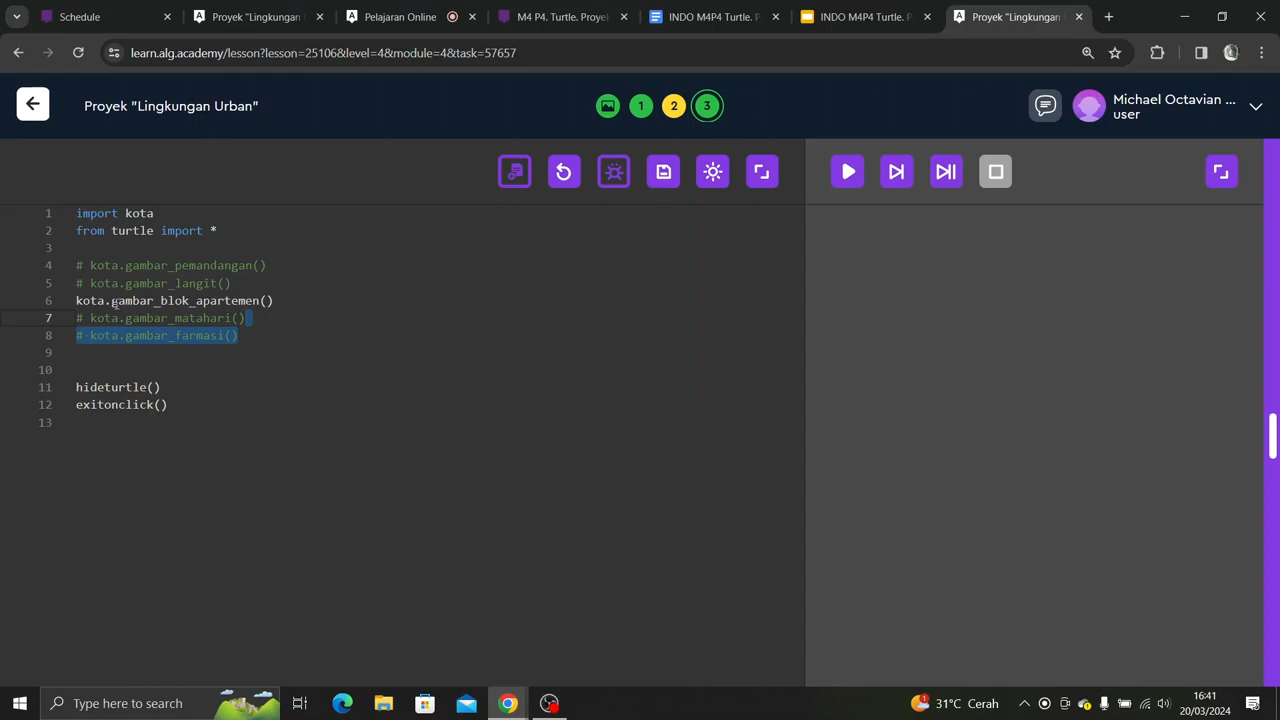 Schedule
Proyek "Lingkungan
Pelajaran Online
M4 P4. Turtle. Proye
INDO M4P4 Turtle. P
INDO M4P4 Turtle. P
Proyek "Lingkungan
learn.alg.academy/lesson?lesson=25106&level=4&module=4&task=57657
Proyek "Lingkungan Urban"
1
2
3
Michael Octavian ...
user
1 import kota
2 from turtle import *
3
4 # kota.gambar_pemandangan()
5 # kota.gambar_langit()
6 kota.gambar_blok_apartemen()
7 # kota.gambar_matahari()
8 # kota.gambar_farmasi()
9
10
11 hideturtle()
12 exitonclick()
13
Type here to search
1
31°C Cerah
16:41
20/03/2024